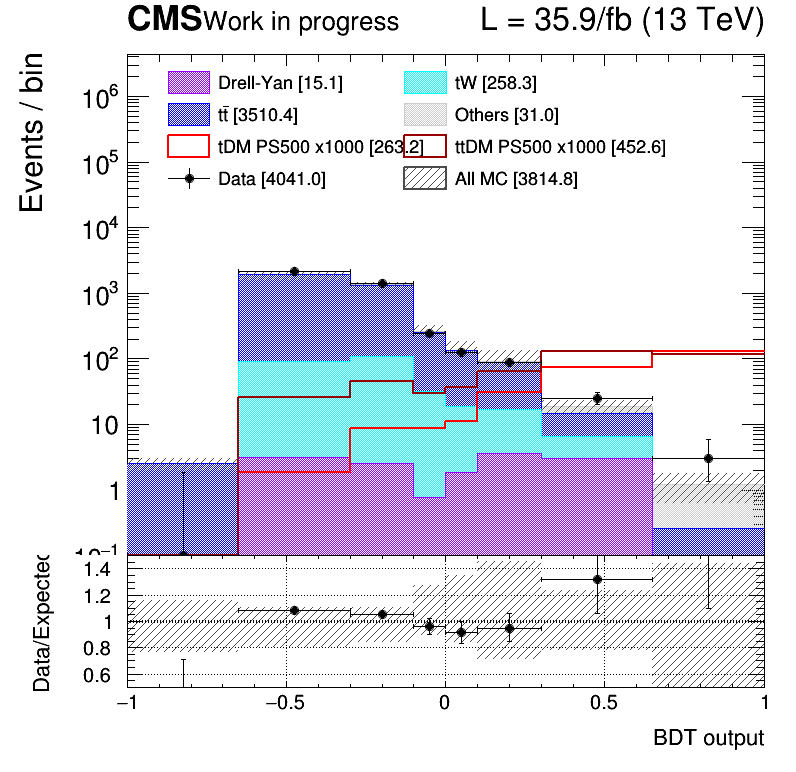 CMS Work in progress L = 35.9/fb (13 TeV)
Events / bin
Drell-Yan [15.1] tW [258.3]
tt̄ [3510.4] Others [31.0]
tDM PS500 x1000 [263.2] ttDM PS500 x1000 [452.6]
Data [4041.0] All MC [3814.8]
10⁶
10⁵
10⁴
10³
10²
10
1
10⁻¹
Data/Expected
1.4
1.2
1
0.8
0.6
−1 −0.5 0 0.5 1
BDT output